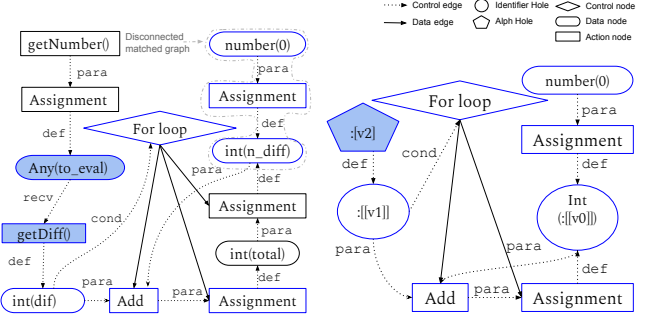 Control edge
Identifier Hole
Control node
Data edge
Alph Hole
Data node
Action node
getNumber()
Disconnected
matched graph
number(0)
para
para
Assignment
Assignment
def
def
For loop
Any(to_eval)
int(n_diff)
para
recv
cond
def
Assignment
getDiff()
para
def
int(total)
def
int(dif)
para
Add
para
Assignment
number(0)
para
For loop
:[v2]
Assignment
def
cond
def
:[[v1]]
Int
(:[[v0]])
para
para
def
Add
para
Assignment